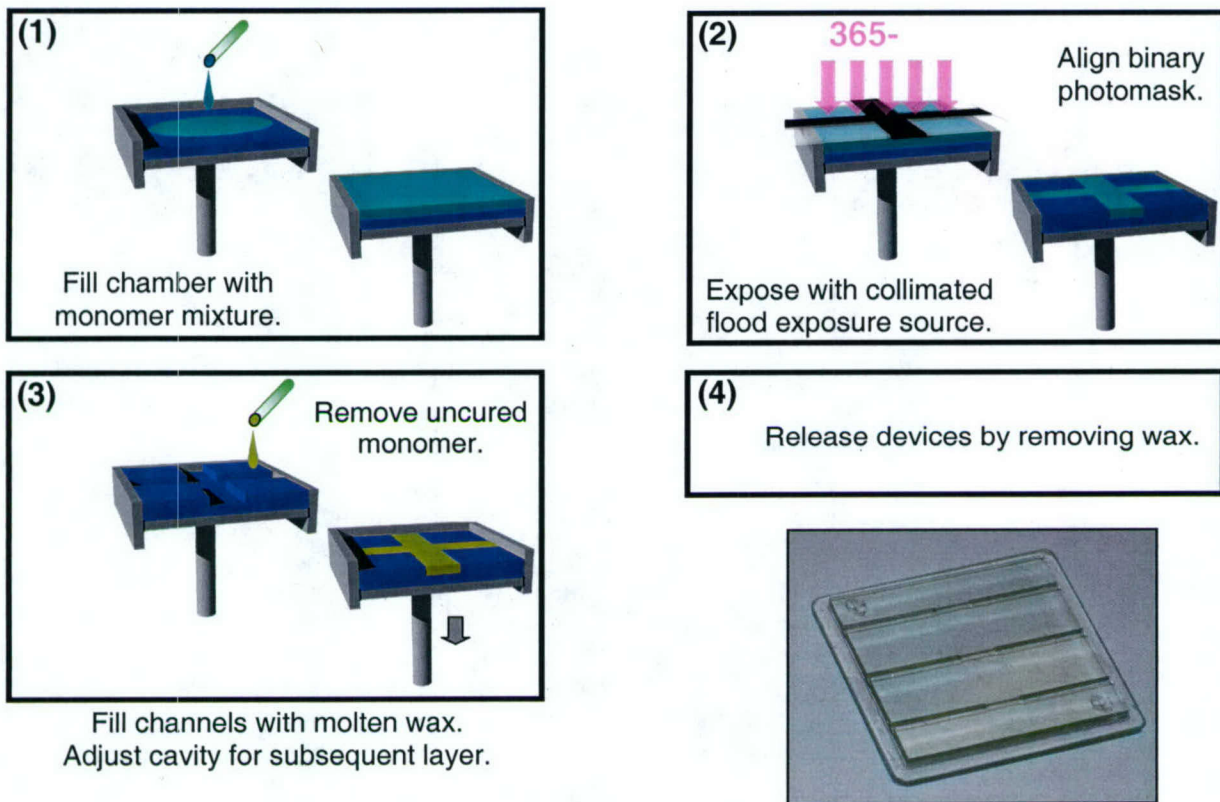 (1)
Fill chamber with
monomer mixture.
(2)
365-
Align binary
photomask.
Expose with collimated
flood exposure source.
(3)
Remove uncured
monomer.
Fill channels with molten wax.
Adjust cavity for subsequent layer.
(4)
Release devices by removing wax.